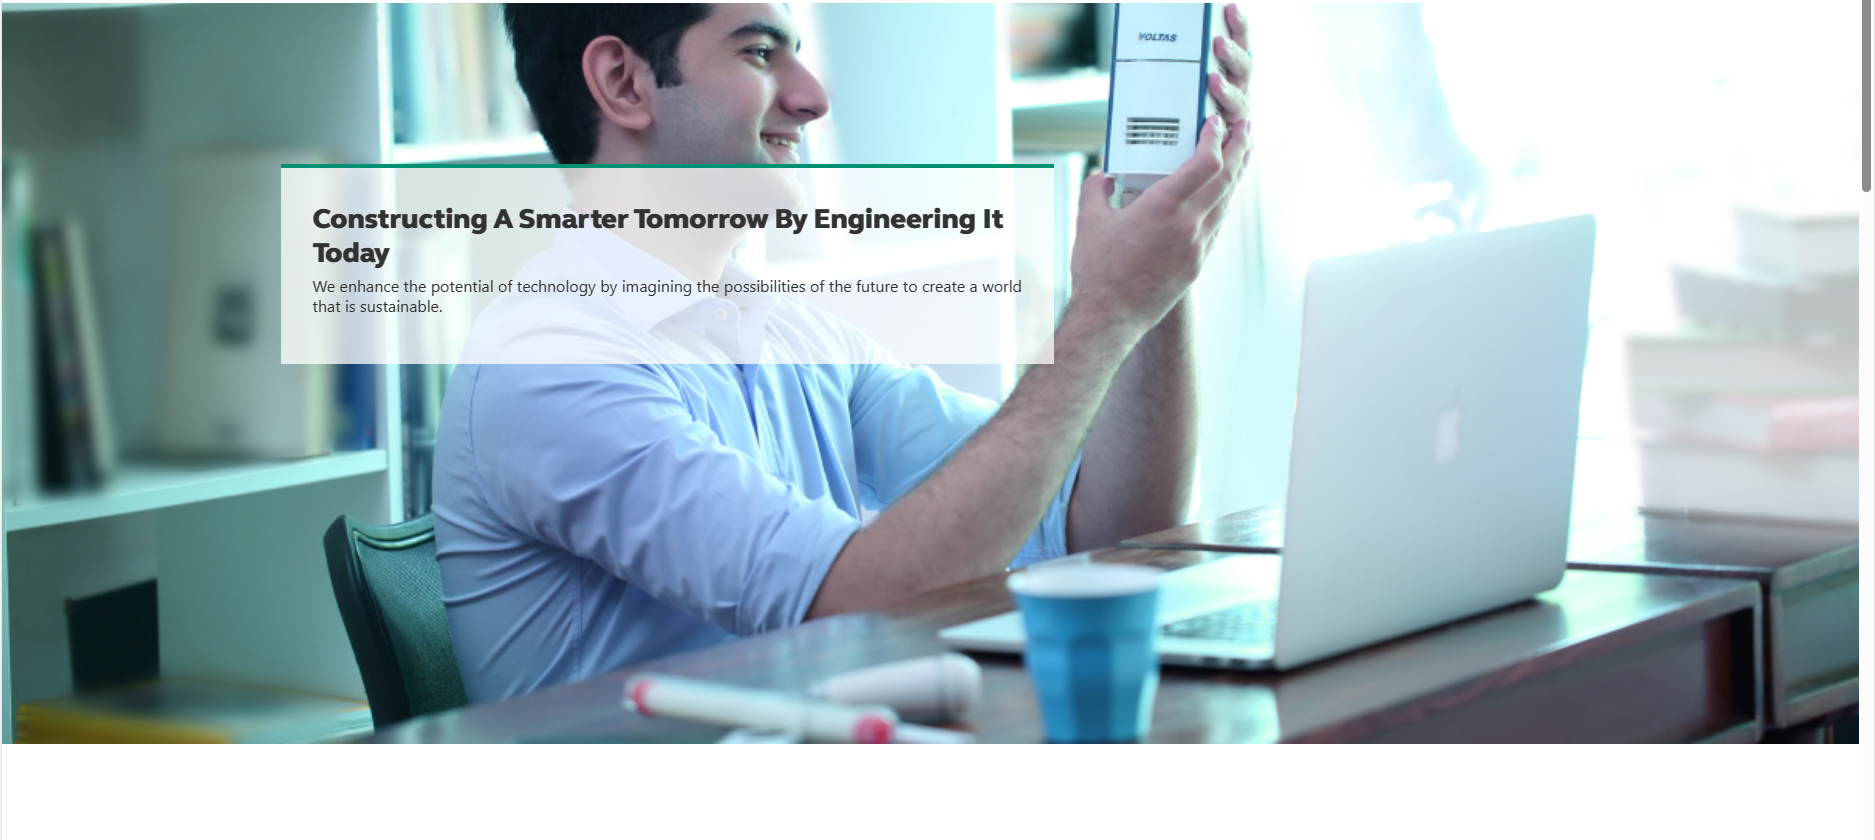 VOLTAS
Constructing A Smarter Tomorrow By Engineering It
Today
We enhance the potential of technology by imagining the possibilities of the future to create a world
that is sustainable.